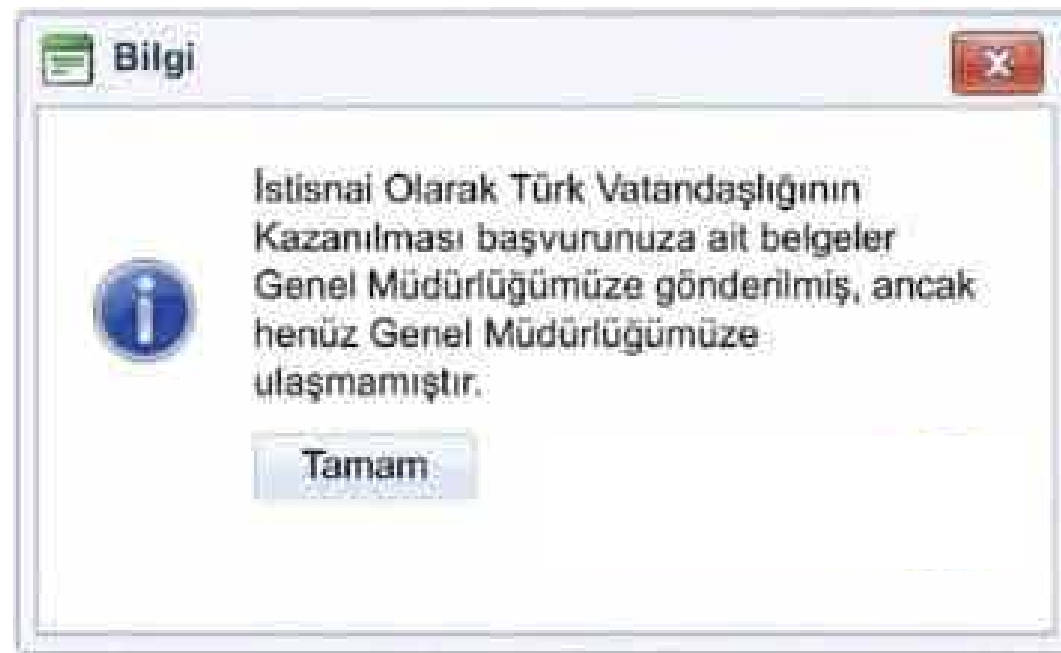 Bilgi
İstisnai Olarak Türk Vatandaşlığının
Kazanılması başvurunuza ait belgeler
Genel Müdürlüğümüze gönderilmiş, ancak
henüz Genel Müdürlüğümüze
ulaşmamıştır.
Tamam